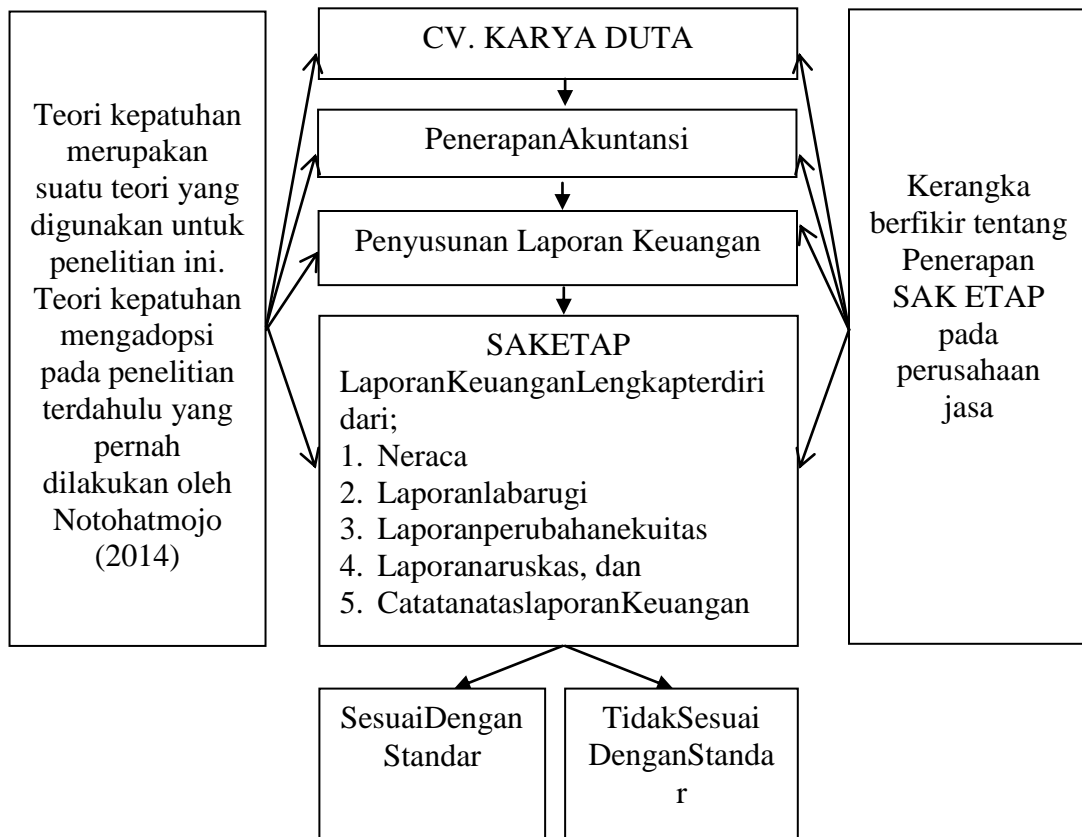 Teori kepatuhan
merupakan
suatu teori yang
digunakan untuk
penelitian ini.
Teori kepatuhan
mengadopsi
pada penelitian
terdahulu yang
pernah
dilakukan oleh
Notohatmojo
(2014)
CV. KARYA DUTA
PenerapanAkuntansi
Penyusunan Laporan Keuangan
SAKETAP
LaporanKeuanganLengkapterdiri
dari;
1. Neraca
2. Laporanlabarugi
3. Laporanperubahanekuitas
4. Laporanaruskas, dan
5. CatatanataslaporanKeuangan
SesuaiDengan
Standar
TidakSesuai
DenganStanda
r
Kerangka
berfikir tentang
Penerapan
SAK ETAP
pada
perusahaan
jasa